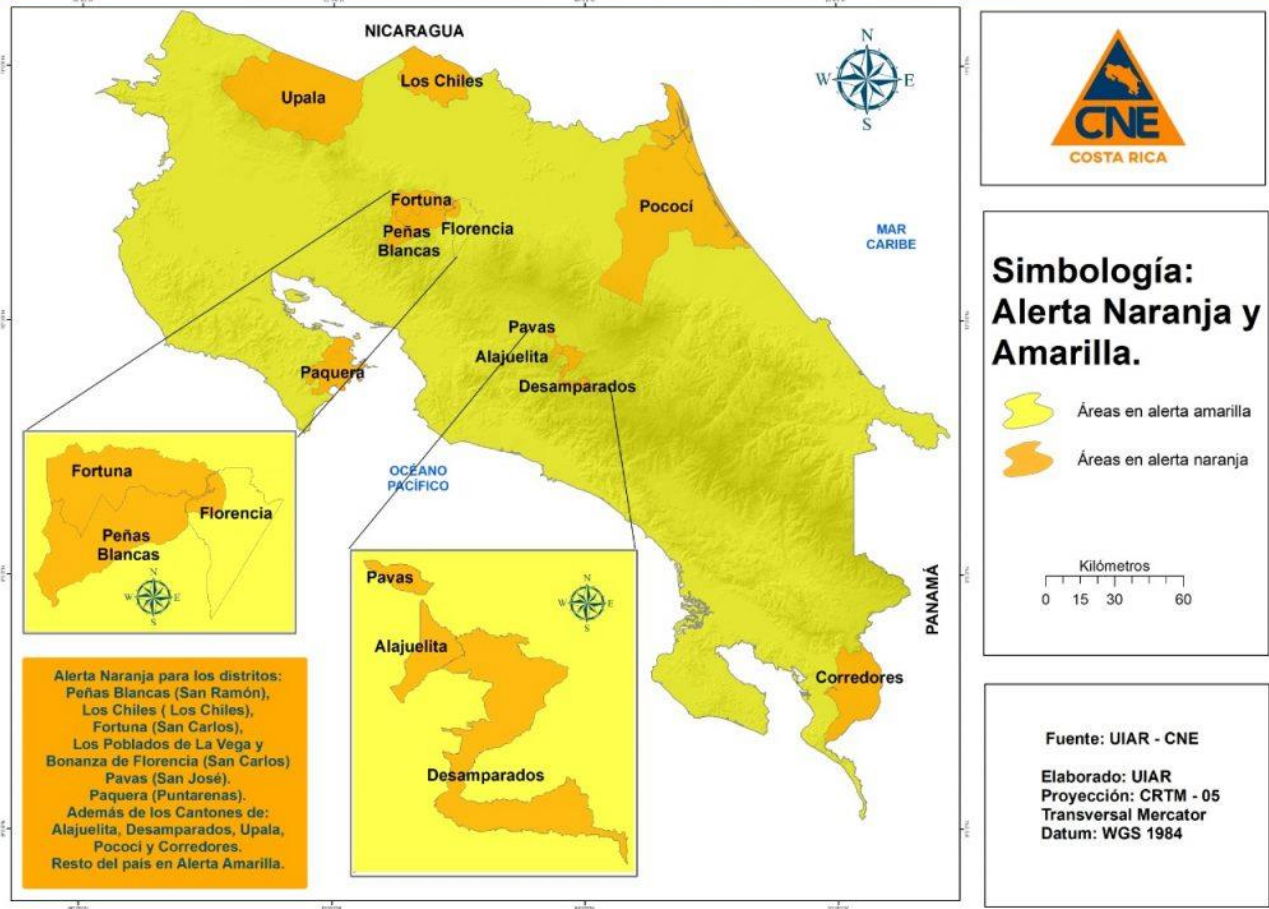 NICARAGUA
Upala
Los Chiles
N
W E
S
Fortuna
Peñas
Blancas
Florencia
Pococí
MAR
CARIBE
Pavas
Alajuelita
Desamparados
Paquera
OCÉANO
PACÍFICO
PANAMÁ
Corredores
Fortuna
Florencia
Peñas
Blancas
N
W E
S
Pavas
Alajuelita
Desamparados
N
W E
S
Alerta Naranja para los distritos:
Peñas Blancas (San Ramón),
Los Chiles ( Los Chiles),
Fortuna (San Carlos),
Los Poblados de La Vega y
Bonanza de Florencia (San Carlos)
Pavas (San José).
Paquera (Puntarenas).
Además de los Cantones de:
Alajuelita, Desamparados, Upala,
Pococí y Corredores.
Resto del país en Alerta Amarilla.
CNE
COSTA RICA
Simbología:
Alerta Naranja y
Amarilla.
Áreas en alerta amarilla
Áreas en alerta naranja
Kilómetros
0 15 30 60
Fuente: UIAR - CNE
Elaborado: UIAR
Proyección: CRTM - 05
Transversal Mercator
Datum: WGS 1984